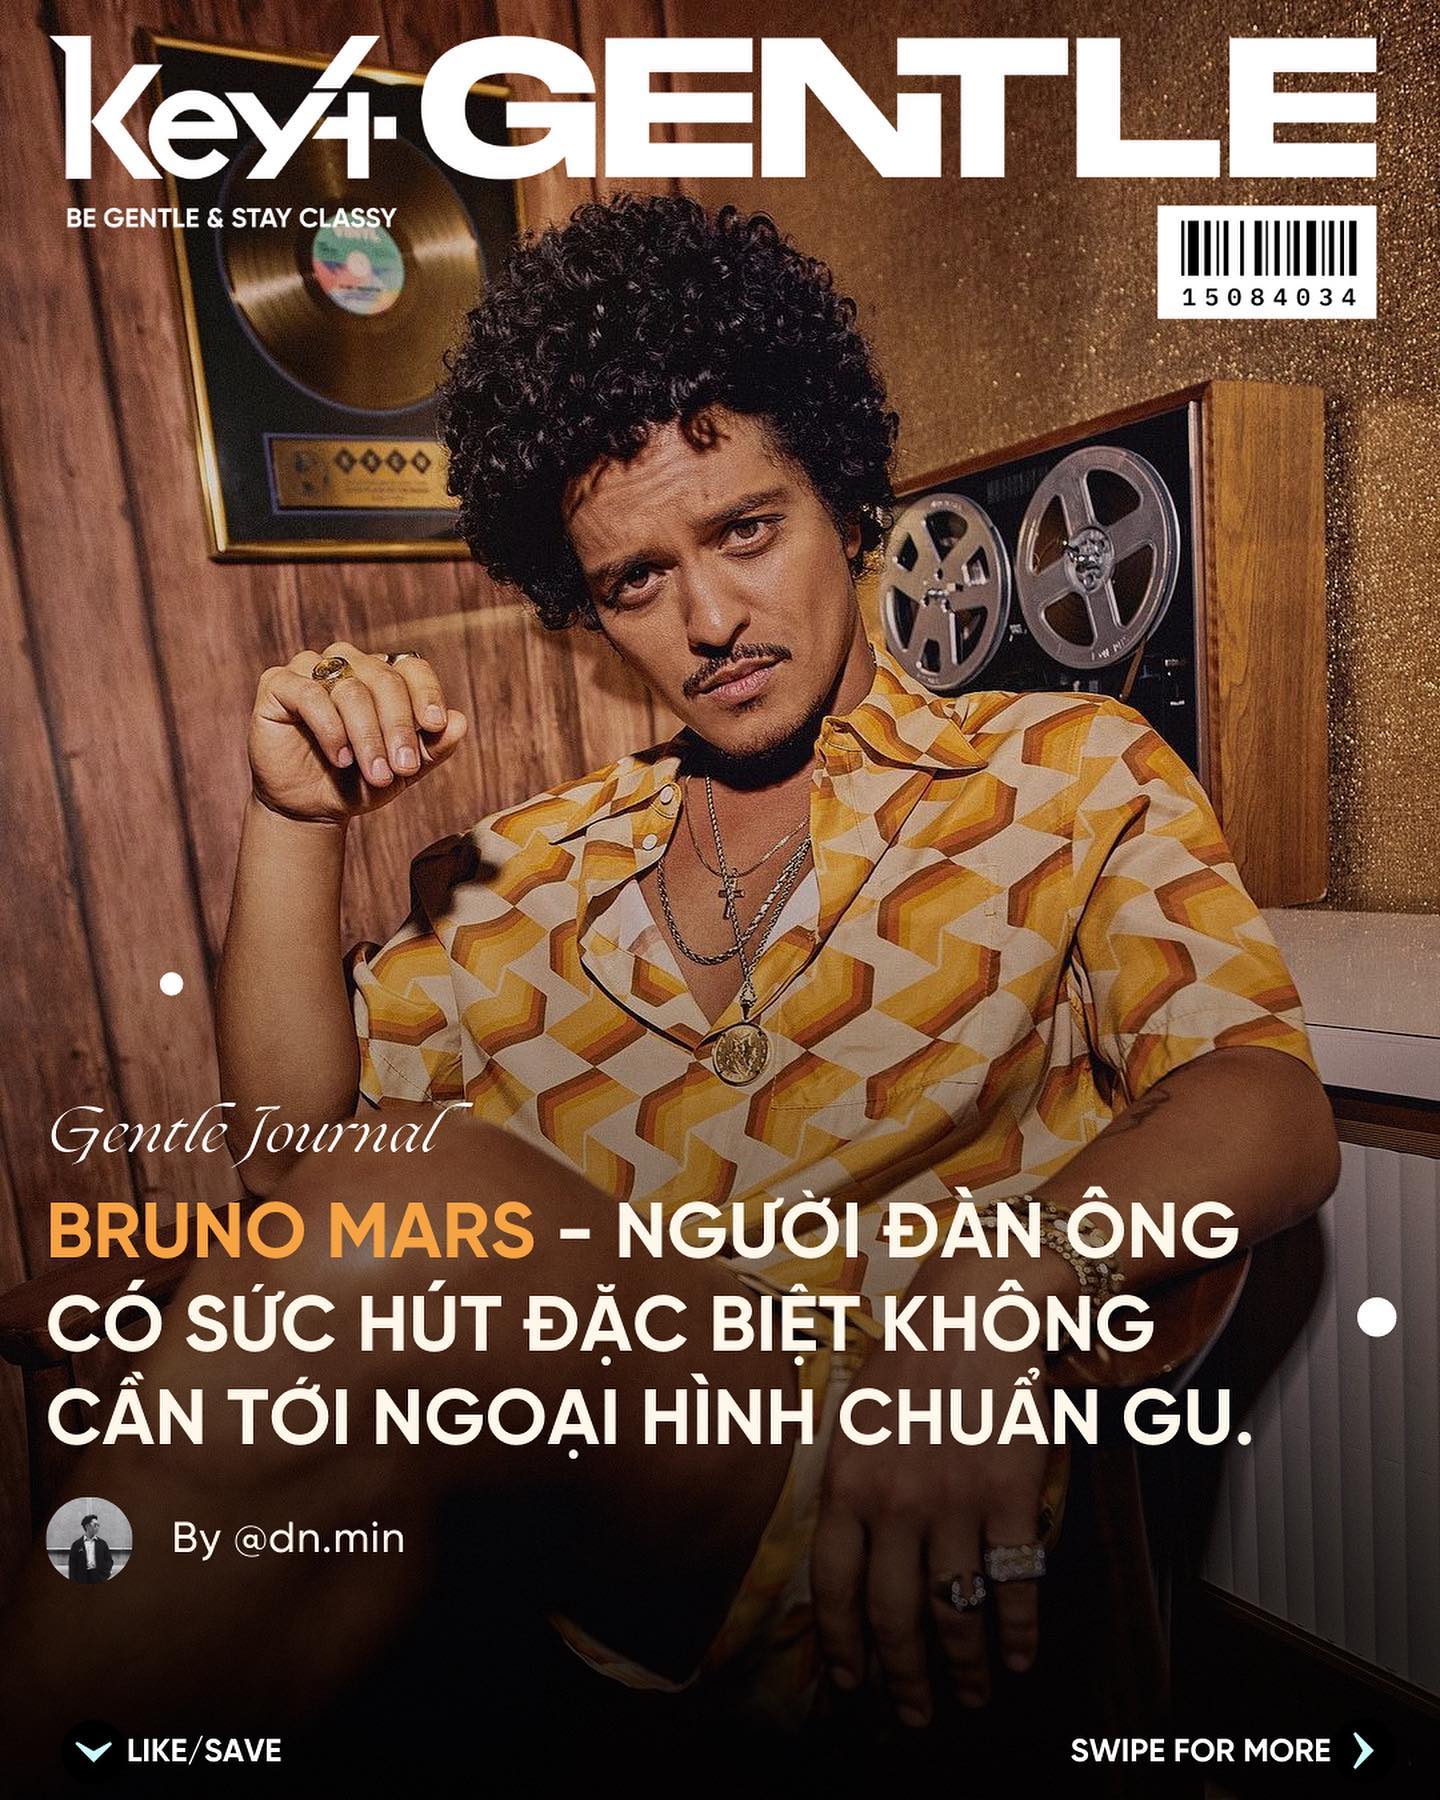 key4+ GENTLE
BE GENTLE & STAY CLASSY
15084034
Gentle Journal
BRUNO MARS - NGƯỜI ĐÀN ÔNG
CÓ SỨC HÚT ĐẶC BIỆT KHÔNG
CẦN TỚI NGOẠI HÌNH CHUẨN GU.
By @dn.min
LIKE/SAVE
SWIPE FOR MORE